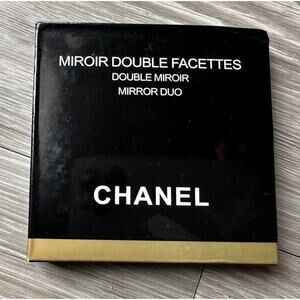 MIROIR DOUBLE FACETTES
DOUBLE MIROIR
MIRROR DUO
CHANEL